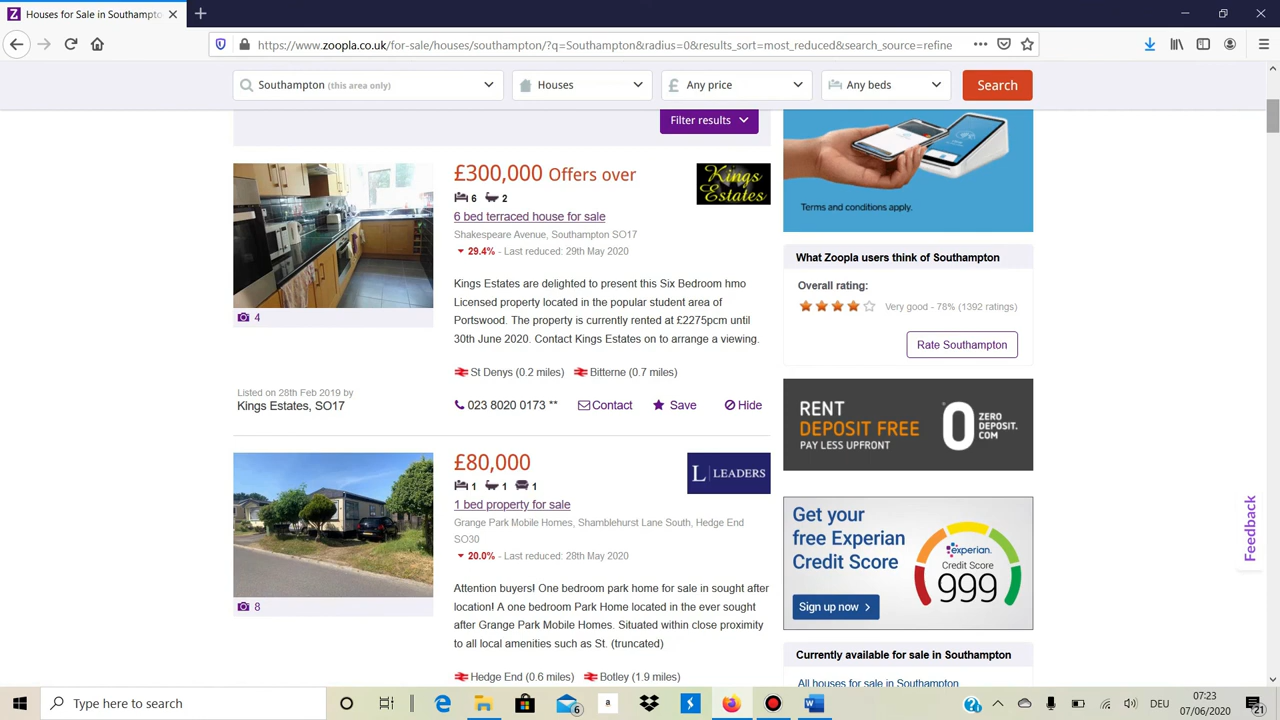 Houses for Sale in Southampto
https://www.zoopla.co.uk/for-sale/houses/southampton/?q=Southampton&radius=0&results_sort=most_reduced&search_source=refine
Southampton (this area only)
Houses
Any price
Any beds
Search
Filter results
£300,000 Offers over
Kings Estates
6 2
6 bed terraced house for sale
Shakespeare Avenue, Southampton SO17
29.4% - Last reduced: 29th May 2020
Kings Estates are delighted to present this Six Bedroom hmo
Licensed property located in the popular student area of
Portswood. The property is currently rented at £2275pcm until
30th June 2020. Contact Kings Estates on to arrange a viewing.
4
St Denys (0.2 miles) Bitterne (0.7 miles)
Listed on 28th Feb 2019 by
Kings Estates, SO17
023 8020 0173 ** Contact Save Hide
£80,000
L LEADERS
1 1 1
1 bed property for sale
Grange Park Mobile Homes, Shamblehurst Lane South, Hedge End
SO30
20.0% - Last reduced: 28th May 2020
Attention buyers! One bedroom park home for sale in sought after
location! A one bedroom Park Home located in the ever sought
after Grange Park Mobile Homes. Situated within close proximity
to all local amenities such as St. (truncated)
8
Hedge End (0.6 miles) Botley (1.9 miles)
Terms and conditions apply.
What Zoopla users think of Southampton
Overall rating:
Very good - 78% (1392 ratings)
Rate Southampton
RENT
DEPOSIT FREE
PAY LESS UPFRONT
ZERO
DEPOSIT
.COM
Get your
free Experian
Credit Score
Sign up now
experian.
Credit Score
999
Currently available for sale in Southampton
All houses for sale in Southampton
Feedback
Type here to search
6
DEU
07:23
07/06/2020
21